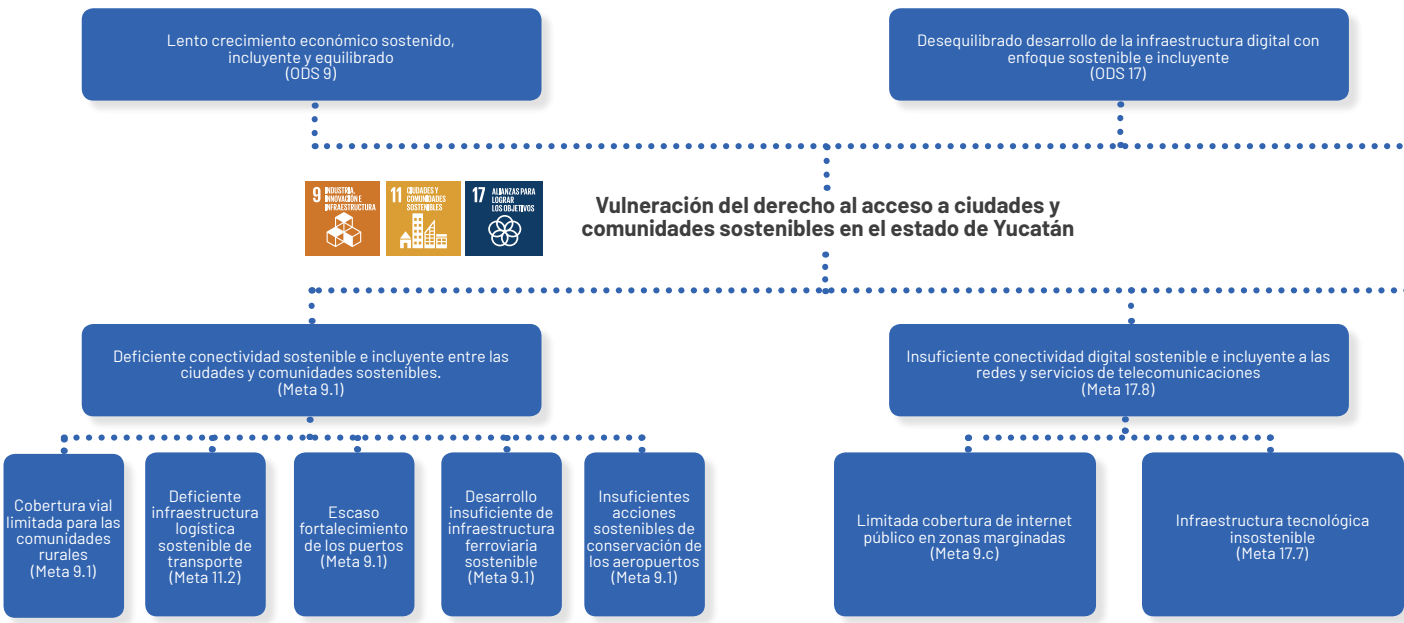 Lento crecimiento económico sostenido,
incluyente y equilibrado
(ODS 9)
Desequilibrado desarrollo de la infraestructura digital con
enfoque sostenible e incluyente
(ODS 17)
9 INDUSTRIA,
INNOVACIÓN E
INFRAESTRUCTURA
11 CIUDADES Y
COMUNIDADES
SOSTENIBLES
17 ALIANZAS PARA
LOGRAR
LOS OBJETIVOS
Vulneración del derecho al acceso a ciudades y
comunidades sostenibles en el estado de Yucatán
Deficiente conectividad sostenible e incluyente entre las
ciudades y comunidades sostenibles.
(Meta 9.1)
Insuficiente conectividad digital sostenible e incluyente a las
redes y servicios de telecomunicaciones
(Meta 17.8)
Cobertura vial
limitada para las
comunidades
rurales
(Meta 9.1)
Deficiente
infraestructura
logística
sostenible de
transporte
(Meta 11.2)
Escaso
fortalecimiento
de los puertos
(Meta 9.1)
Desarrollo
insuficiente de
infraestructura
ferroviaria
sostenible
(Meta 9.1)
Insuficientes
acciones
sostenibles de
conservación de
los aeropuertos
(Meta 9.1)
Limitada cobertura de internet
público en zonas marginadas
(Meta 9.c)
Infraestructura tecnológica
insostenible
(Meta 17.7)